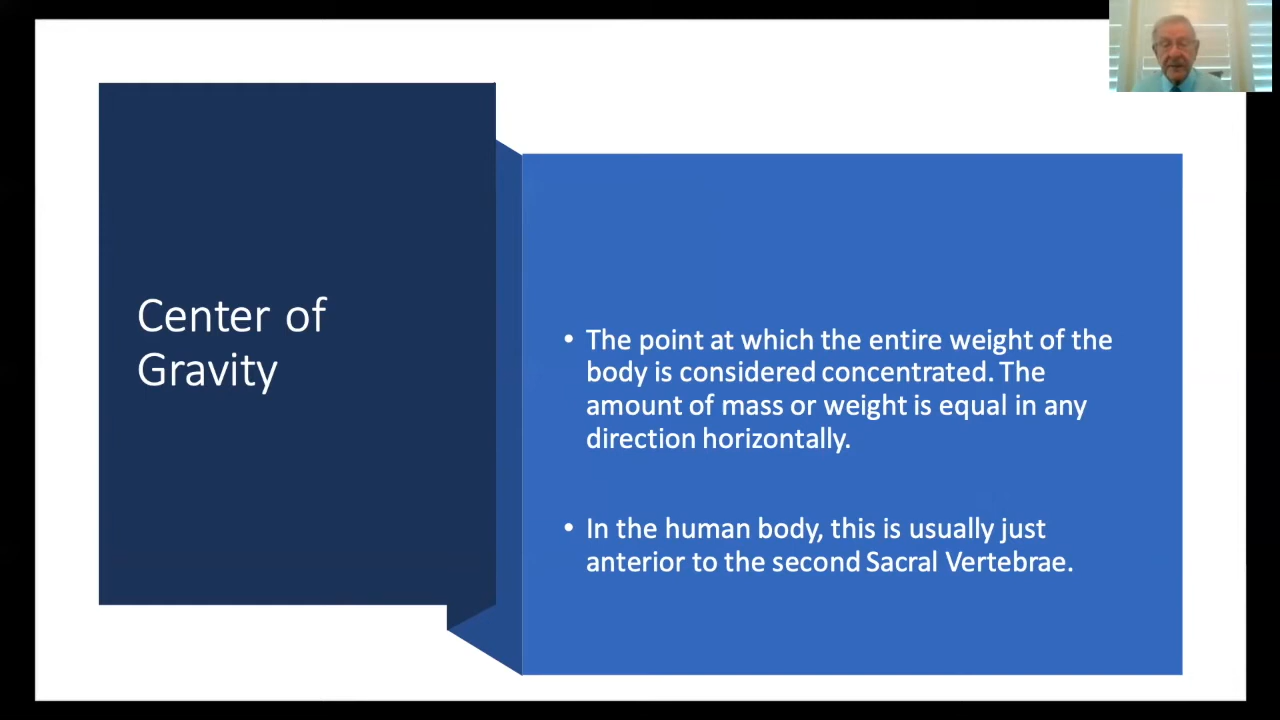 Center of
Gravity
• The point at which the entire weight of the
body is considered concentrated. The
amount of mass or weight is equal in any
direction horizontally.
• In the human body, this is usually just
anterior to the second Sacral Vertebrae.